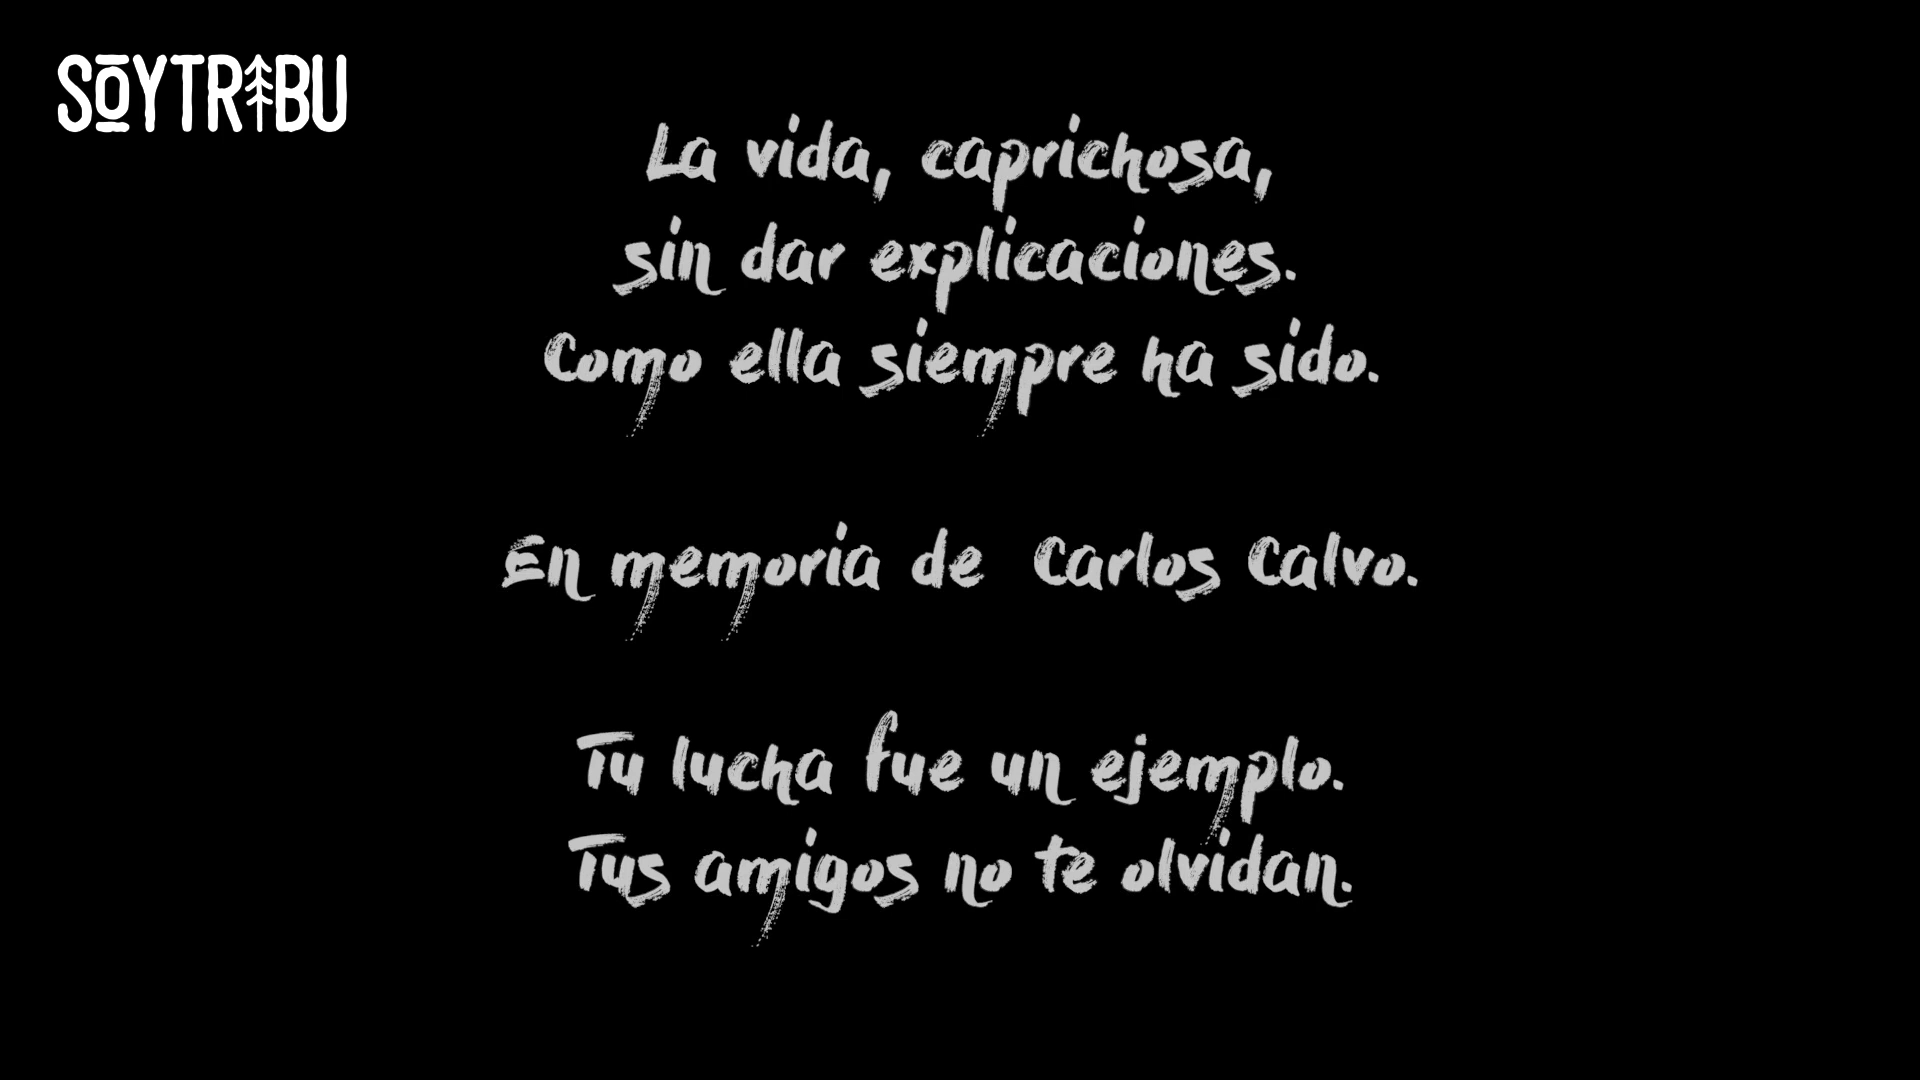 SOYTRIBU
La vida, caprichosa,
sin dar explicaciones.
Como ella siempre ha sido.
En memoria de Carlos Calvo.
Tu lucha fue un ejemplo.
Tus amigos no te olvidan.